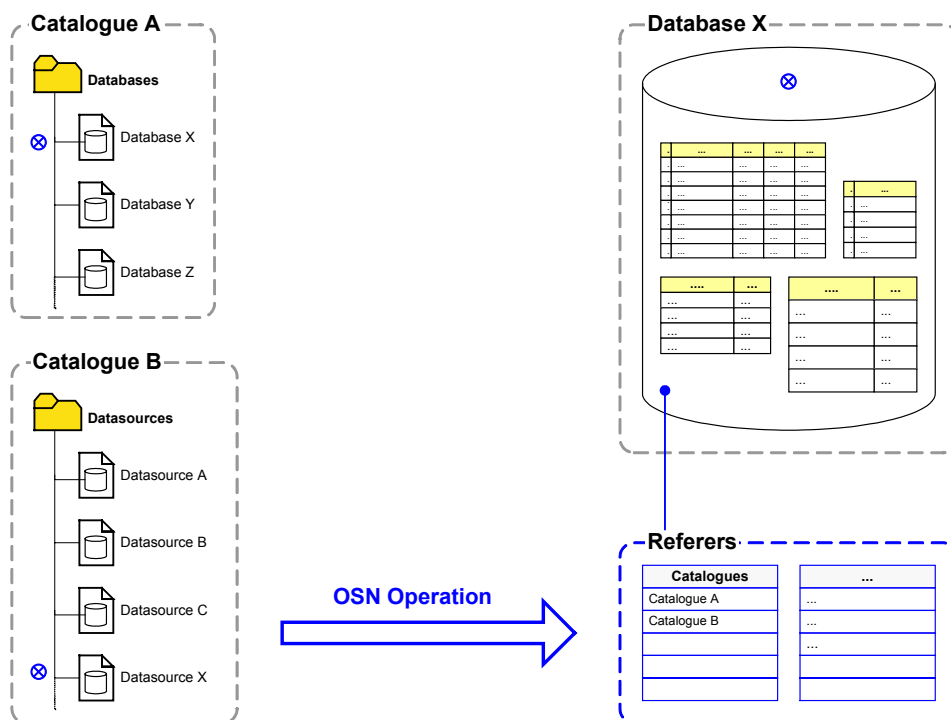 Catalogue A
Databases
Database X
Database Y
Database Z
Catalogue B
Datasources
Datasource A
Datasource B
Datasource C
Datasource X
OSN Operation
Database X
. ... ... ... ...
. ... ... ... ...
. ... ... ... ...
. ... ... ... ...
. ... ... ... ...
. ... ... ... ...
. ... ... ... ...
. ... ... ... ...
. ...
. ...
. ...
. ...
. ...
.... ...
... ...
... ...
... ...
... ...
.... ...
... ...
... ...
... ...
... ...
Referers
Catalogues ...
Catalogue A ...
Catalogue B ...
...